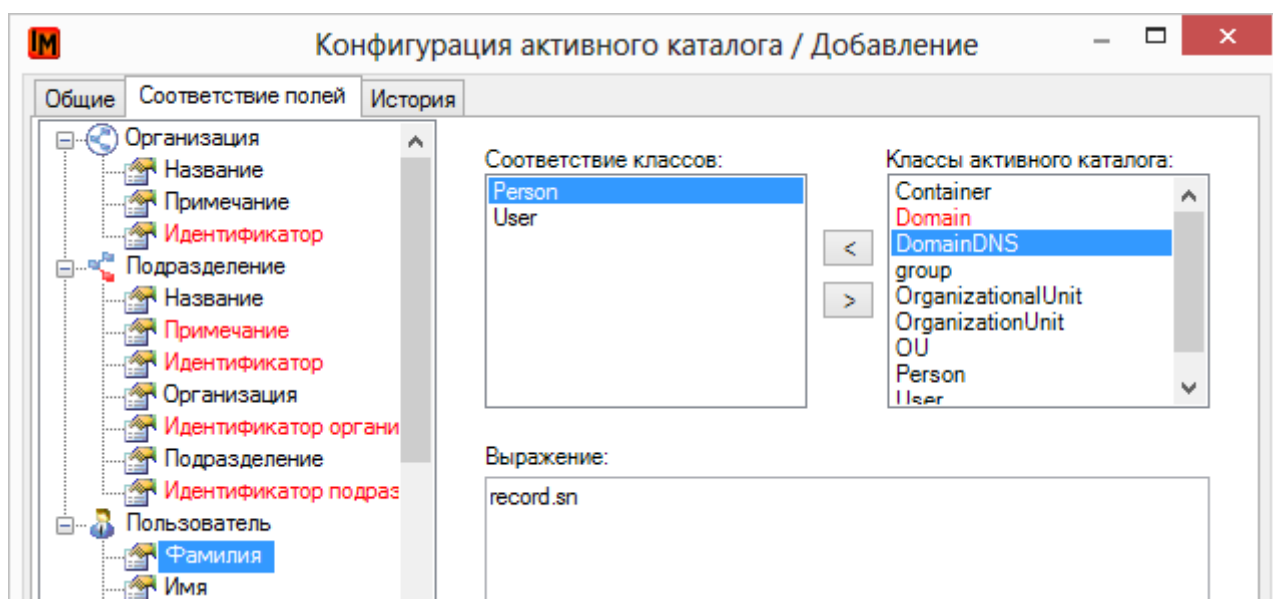 IM
Конфигурация активного каталога / Добавление
Общие
Соответствие полей
История
Организация
Название
Примечание
Идентификатор
Подразделение
Название
Примечание
Идентификатор
Организация
Идентификатор органи
Подразделение
Идентификатор подраз
Пользователь
Фамилия
Имя
Соответствие классов:
Person
User
<
>
Классы активного каталога:
Container
Domain
DomainDNS
group
OrganizationalUnit
OrganizationUnit
OU
Person
User
Выражение:
record.sn